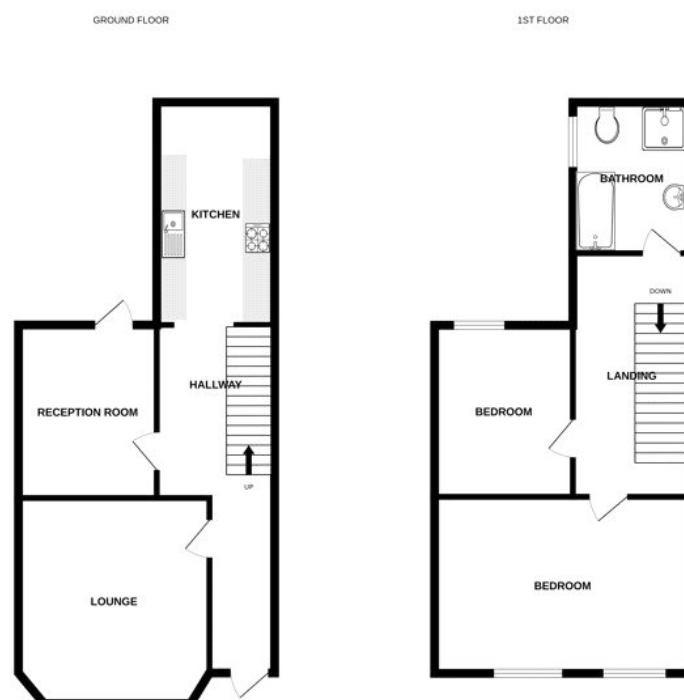 GROUND FLOOR
KITCHEN
HALLWAY
RECEPTION ROOM
UP
LOUNGE
1ST FLOOR
BATHROOM
DOWN
LANDING
BEDROOM
BEDROOM